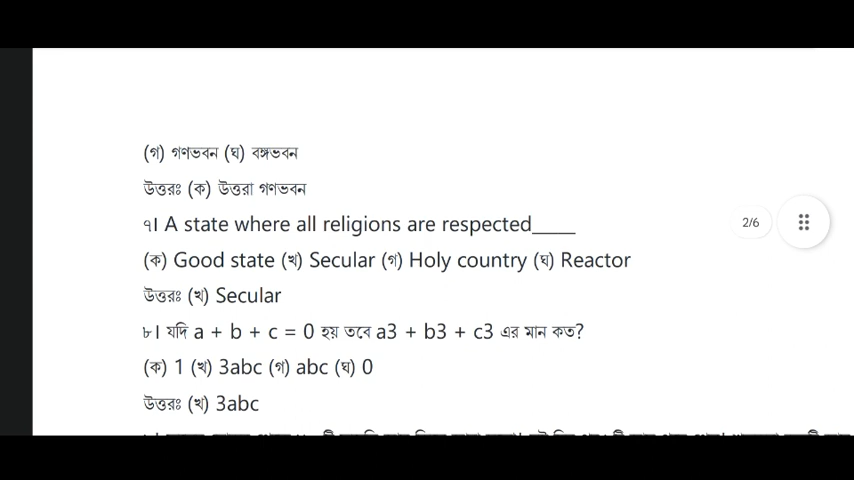 (গ) গণভবন (ঘ) বঙ্গভবন
উত্তরঃ (ক) উত্তরা গণভবন
৭। A state where all religions are respected_____
2/6
(ক) Good state (খ) Secular (গ) Holy country (ঘ) Reactor
উত্তরঃ (খ) Secular
৮। যদি a + b + c = 0 হয় তবে a3 + b3 + c3 এর মান কত?
(ক) 1 (খ) 3abc (গ) abc (ঘ) 0
উত্তরঃ (খ) 3abc